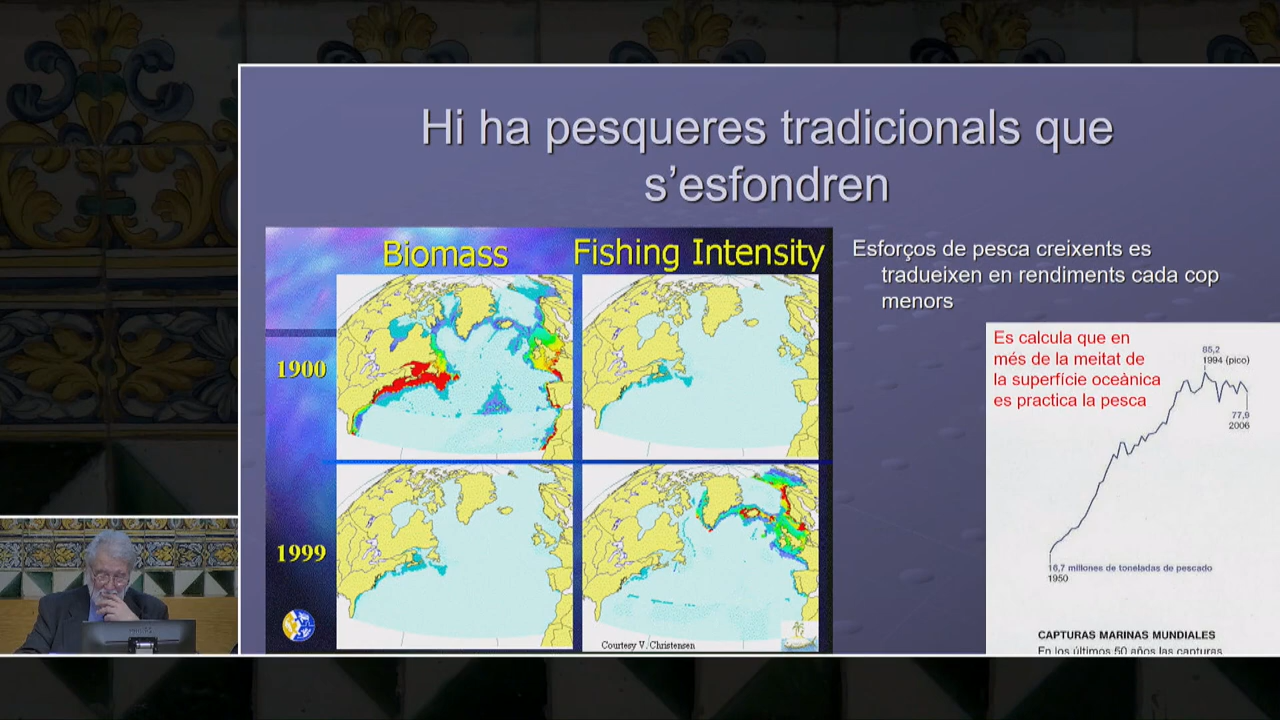 Hi ha pesqueres tradicionals que
s’esfondren
Biomass
Fishing Intensity
1900
1999
Courtesy V. Christensen
Esforços de pesca creixents es
tradueixen en rendiments cada cop
menors
Es calcula que en
més de la meitat de
la superfície oceànica
es practica la pesca
85,2
1994 (pico)
77,9
2006
16,7 millones de toneladas de pescado
1950
CAPTURAS MARINAS MUNDIALES
En los últimos 50 años las capturas